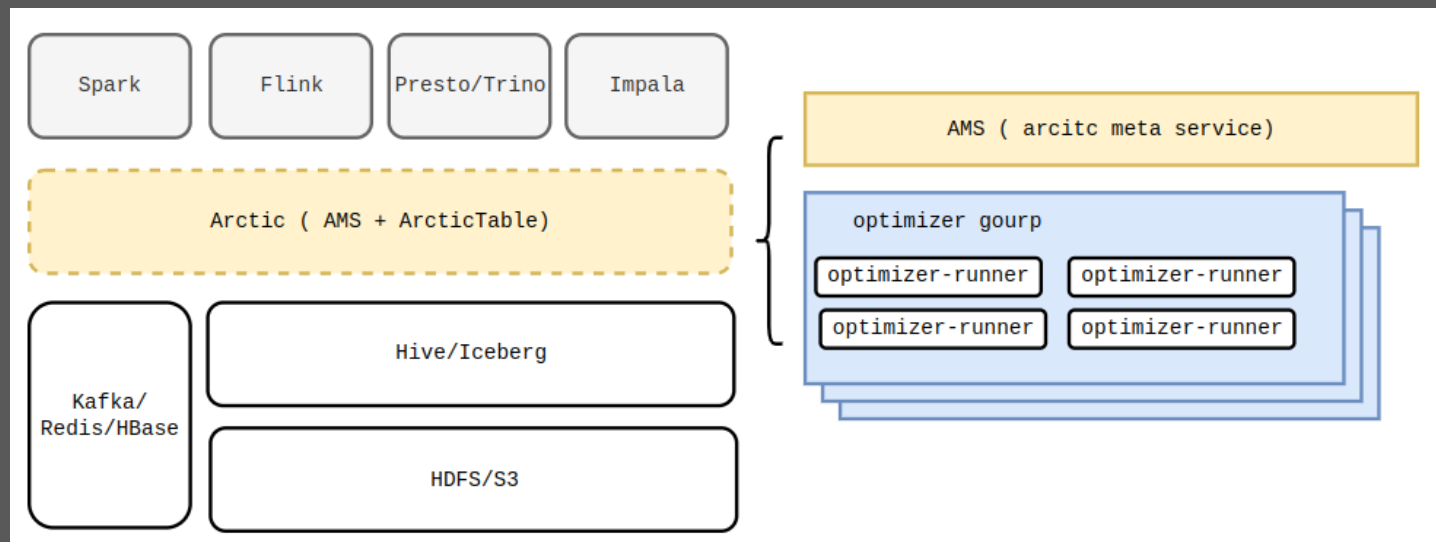 Spark
Flink
Presto/Trino
Impala
Arctic ( AMS + ArcticTable)
Kafka/
Redis/HBase
Hive/Iceberg
HDFS/S3
AMS ( arcitc meta service)
optimizer gourp
optimizer-runner
optimizer-runner
optimizer-runner
optimizer-runner